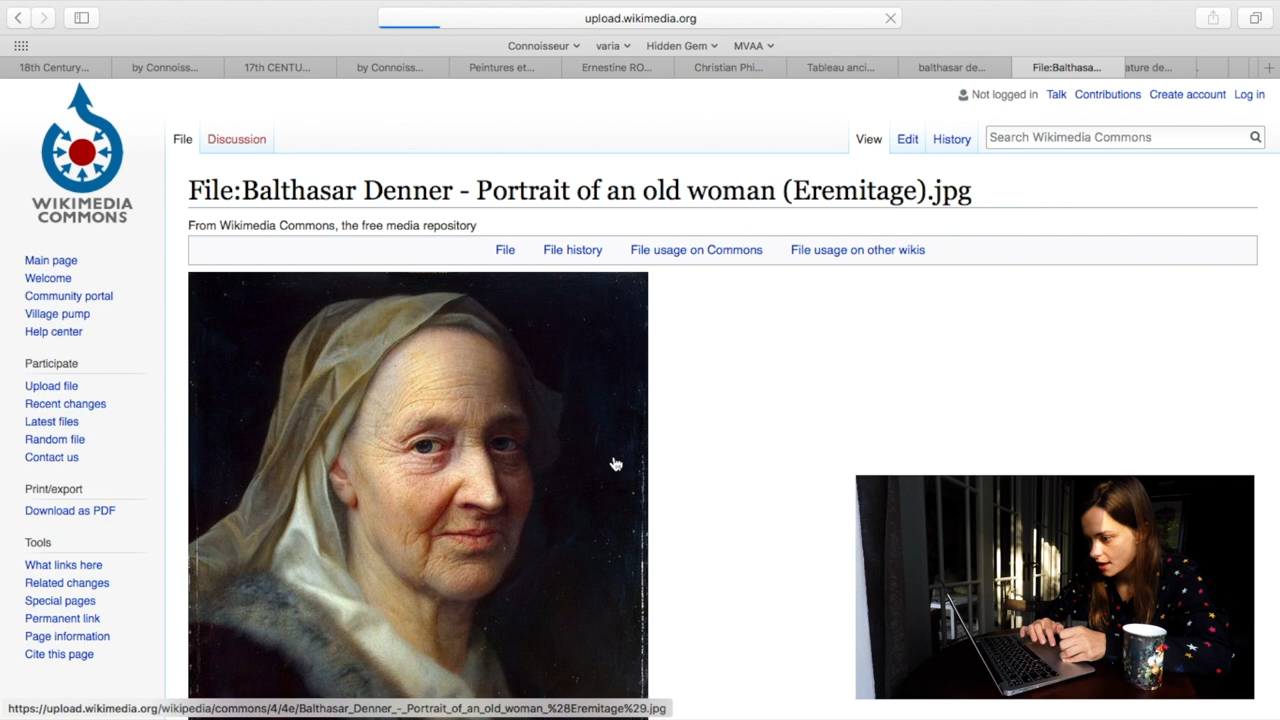 upload.wikimedia.org
Connoisseur varia Hidden Gem MVAA
18th Century... by Connoiss... 17th CENTU... by Connoiss... Peintures et... Ernestine RO... Christian Phi... Tableau anci... balthasar de... File:Balthasa... ature de...
Not logged in Talk Contributions Create account Log in
File Discussion View Edit History Search Wikimedia Commons
WIKIMEDIA
COMMONS
File:Balthasar Denner - Portrait of an old woman (Eremitage).jpg
From Wikimedia Commons, the free media repository
File File history File usage on Commons File usage on other wikis
Main page
Welcome
Community portal
Village pump
Help center
Participate
Upload file
Recent changes
Latest files
Random file
Contact us
Print/export
Download as PDF
Tools
What links here
Related changes
Special pages
Permanent link
Page information
Cite this page
https://upload.wikimedia.org/wikipedia/commons/4/4e/Balthasar_Denner_-_Portrait_of_an_old_woman_%28Eremitage%29.jpg